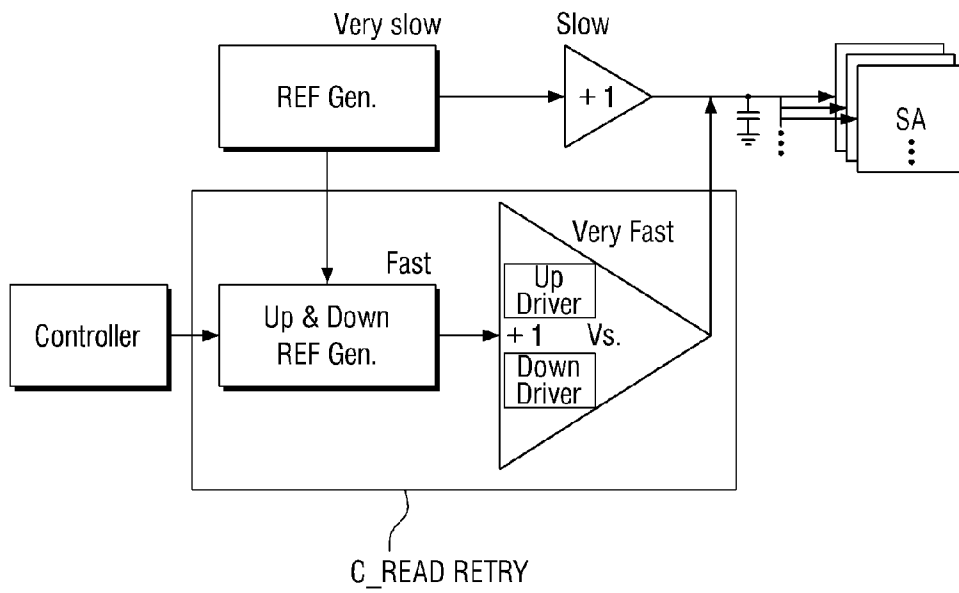 Very slow
Slow
REF Gen.
+ 1
SA
Very Fast
Fast
Up
Driver
Controller
Up & Down
REF Gen.
+ 1 Vs.
Down
Driver
C_READ RETRY